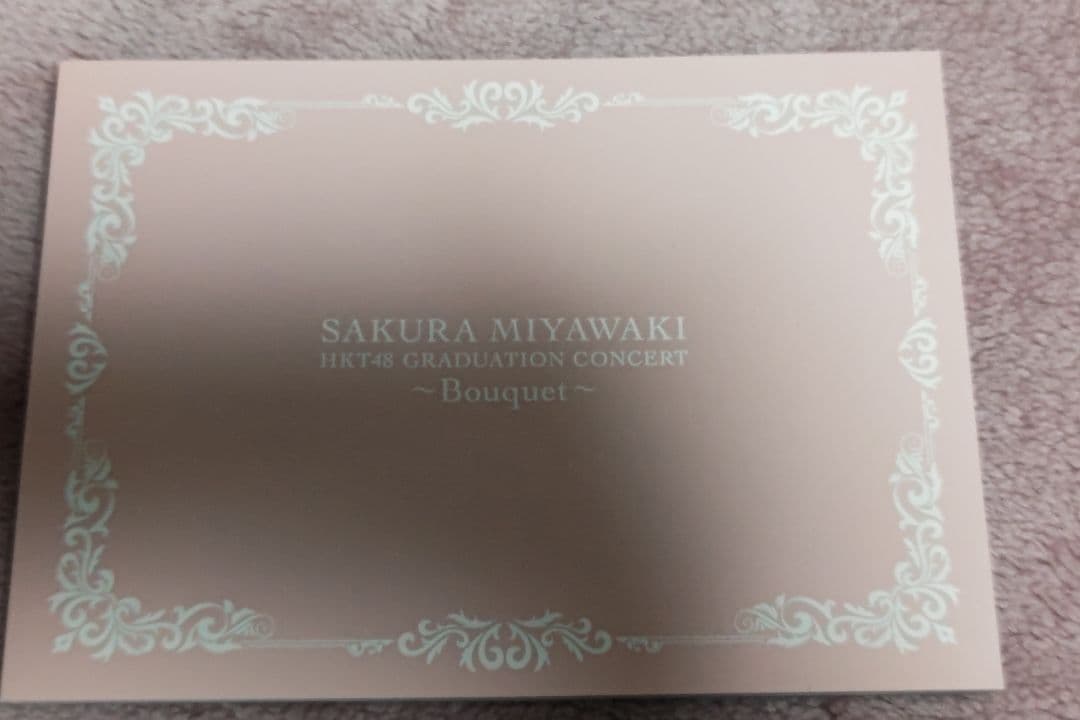 SAKURA MIYAWAKI
HKT48 GRADUATION CONCERT
～Bouquet～